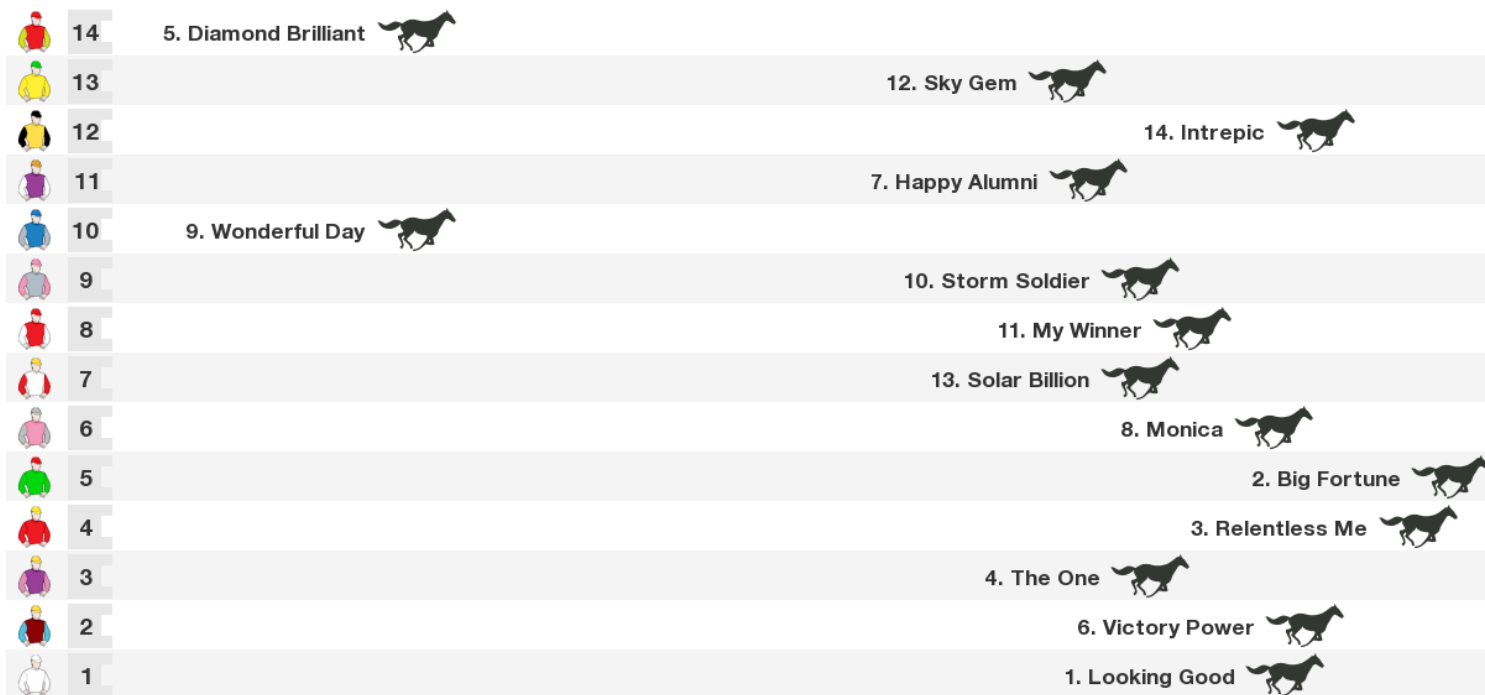 14 5. Diamond Brilliant
13 12. Sky Gem
12 14. Intrepic
11 7. Happy Alumni
10 9. Wonderful Day
9 10. Storm Soldier
8 11. My Winner
7 13. Solar Billion
6 8. Monica
5 2. Big Fortune
4 3. Relentless Me
3 4. The One
2 6. Victory Power
1 1. Looking Good